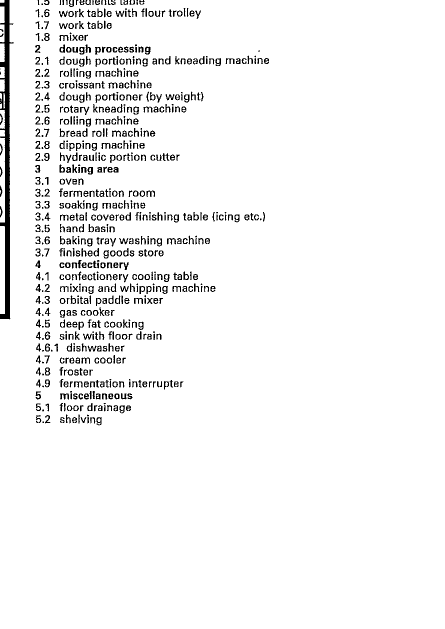 1.5 ingredients table
1.6 work table with flour trolley
1.7 work table
1.8 mixer
2 dough processing
2.1 dough portioning and kneading machine
2.2 rolling machine
2.3 croissant machine
2.4 dough portioner (by weight)
2.5 rotary kneading machine
2.6 rolling machine
2.7 bread roll machine
2.8 dipping machine
2.9 hydraulic portion cutter
3 baking area
3.1 oven
3.2 fermentation room
3.3 soaking machine
3.4 metal covered finishing table (icing etc.)
3.5 hand basin
3.6 baking tray washing machine
3.7 finished goods store
4 confectionery
4.1 confectionery cooling table
4.2 mixing and whipping machine
4.3 orbital paddle mixer
4.4 gas cooker
4.5 deep fat cooking
4.6 sink with floor drain
4.6.1 dishwasher
4.7 cream cooler
4.8 froster
4.9 fermentation interrupter
5 miscellaneous
5.1 floor drainage
5.2 shelving